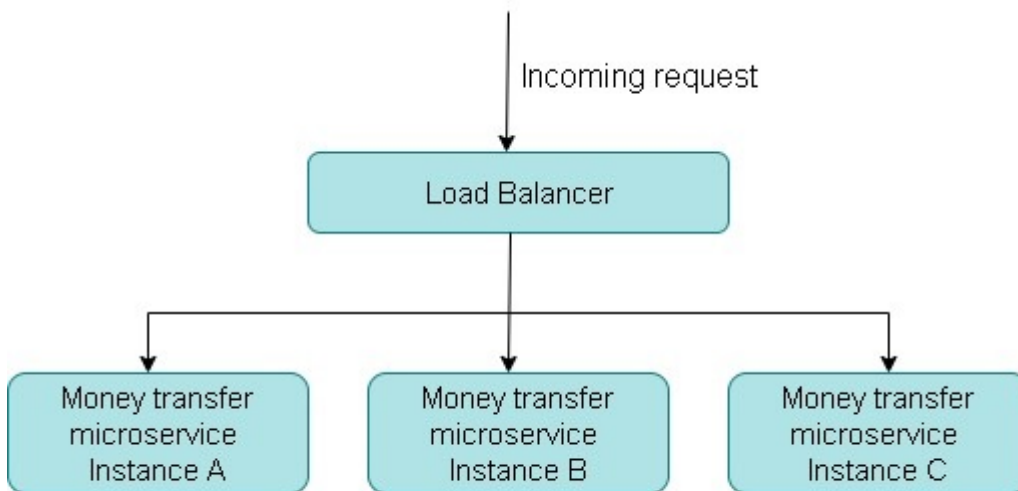 Incoming request
Load Balancer
Money transfer
microservice
Instance A
Money transfer
microservice
Instance B
Money transfer
microservice
Instance C